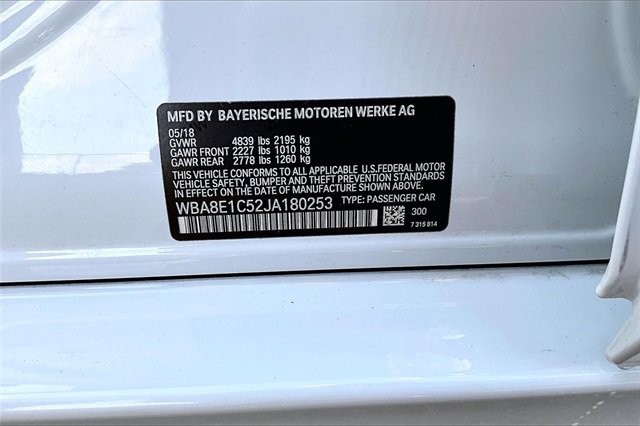 MFD BY BAYERISCHE MOTOREN WERKE AG
05/18
GVWR 4839 lbs 2195 kg
GAWR FRONT 2227 lbs 1010 kg
GAWR REAR 2778 lbs 1260 kg
THIS VEHICLE CONFORMS TO ALL APPLICABLE U.S.FEDERAL MOTOR
VEHICLE SAFETY, BUMPER, AND THEFT PREVENTION STANDARDS
IN EFFECT ON THE DATE OF MANUFACTURE SHOWN ABOVE.
WBA8E1C52JA180253 TYPE: PASSENGER CAR
300
7 315 814